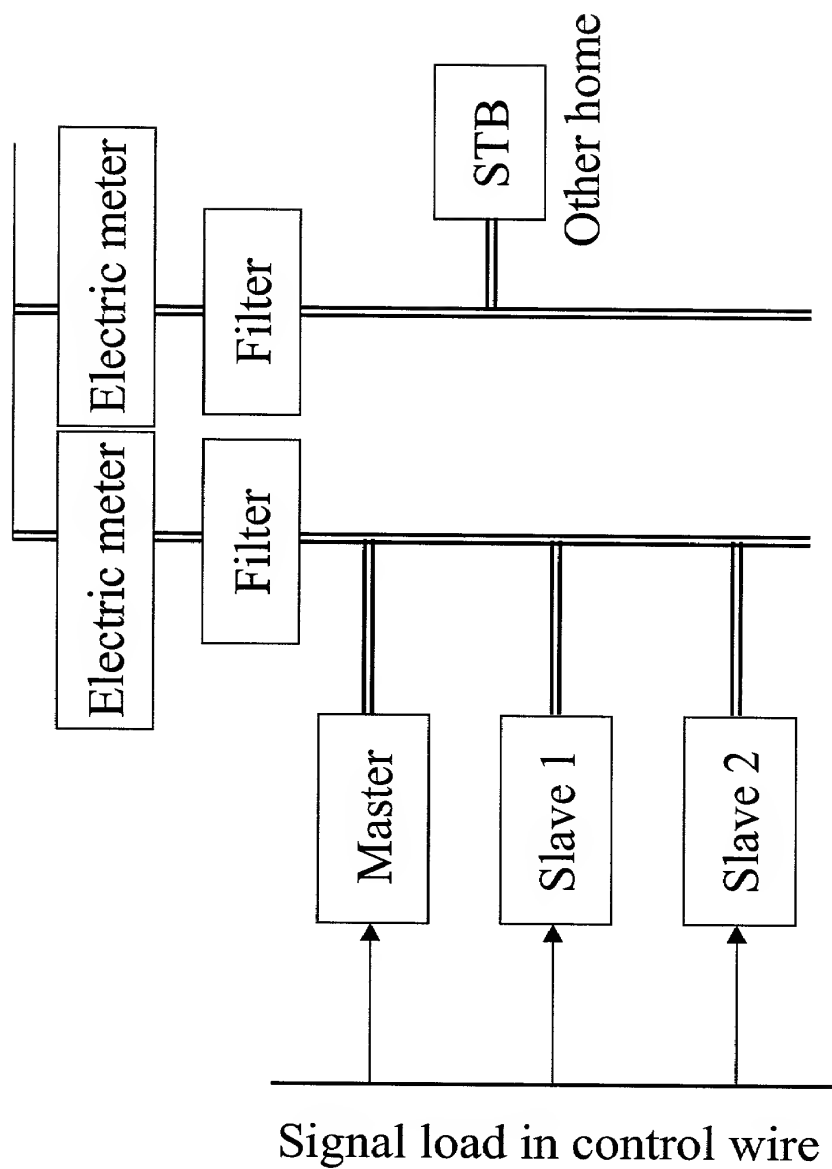 Electric meter
Electric meter
Filter
Filter
STB
Other home
Master
Slave 1
Slave 2
Signal load in control wire